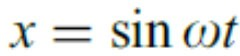 x = sin ωt